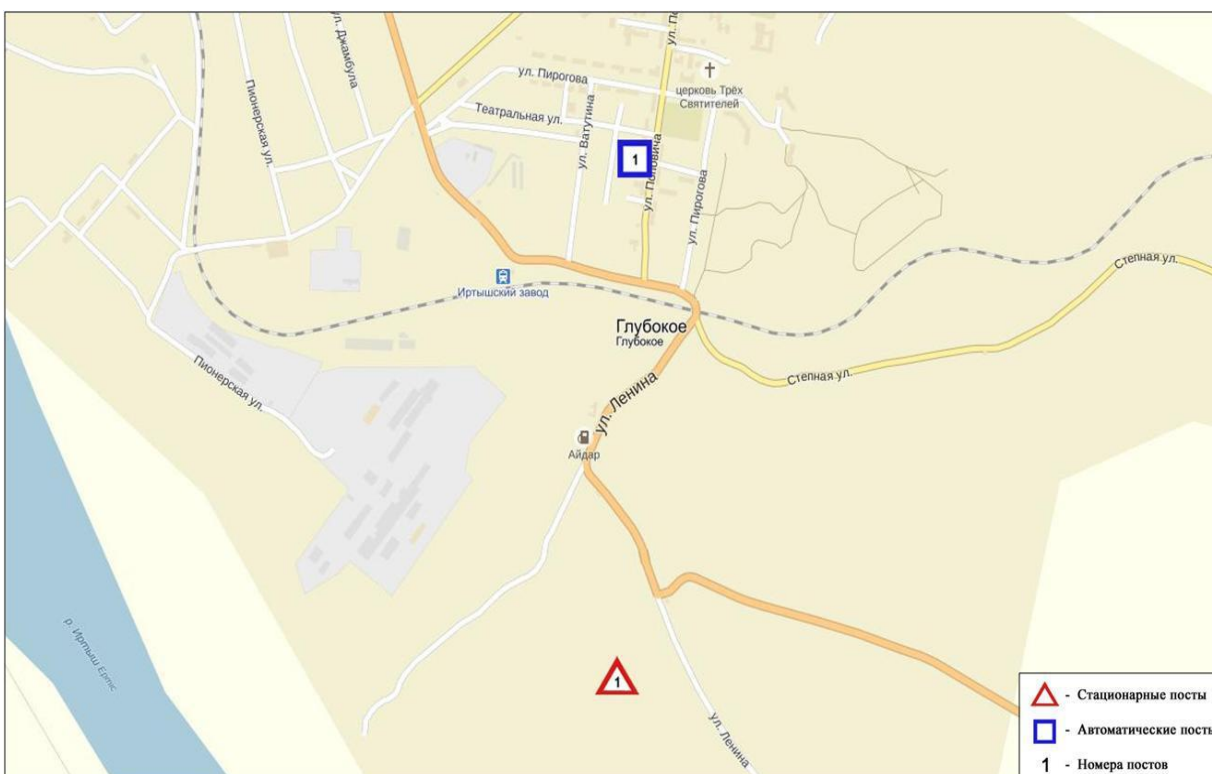 ул. По
ул. Джамбула
Пионерская ул.
ул. Пирогова
церковь Трёх
Святителей
Театральная ул.
ул. Ватутина
1
ул. Поповича
ул. Пирогова
Степная ул.
Иртышский завод
Глубокое
Глубокое
Пионерская ул.
Степная ул.
ул. Ленина
Айдар
р. Иртыш Ертіс
1
ул. Ленина
- Стационарные посты
- Автоматические посты
1 - Номера постов